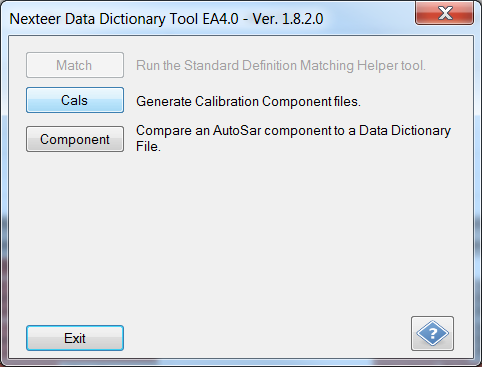 Nexteer Data Dictionary Tool EA4.0 - Ver. 1.8.2.0
Match Run the Standard Definition Matching Helper tool.
Cals Generate Calibration Component files.
Component Compare an AutoSar component to a Data Dictionary
File.
Exit
?